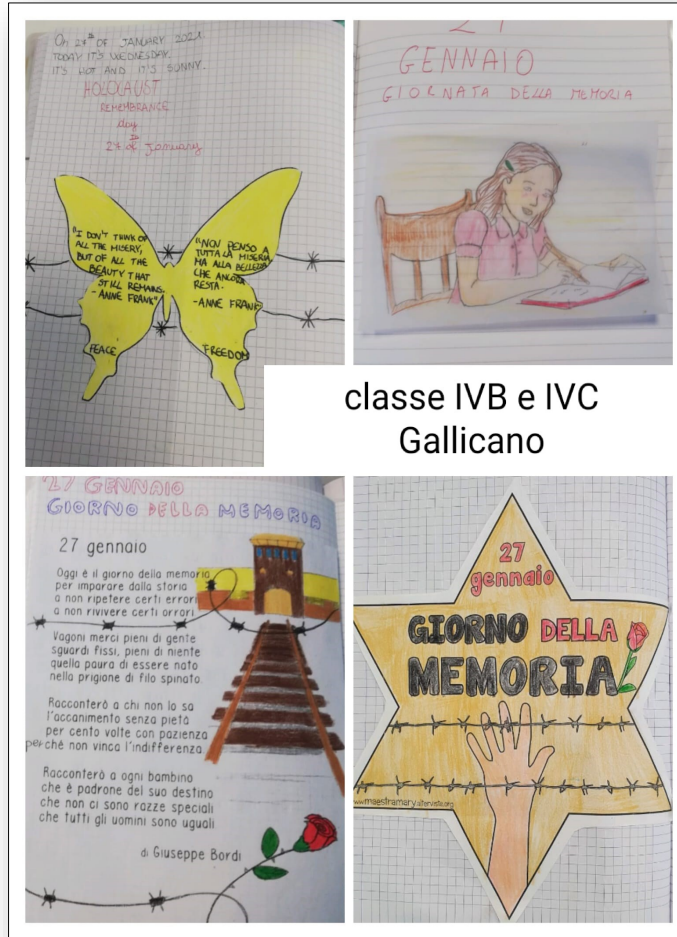 On 27th OF JANUARY 2021
TODAY IT'S WEDNESDAY.
IT'S HOT AND IT'S SUNNY.
HOLOCAUST
REMEMBRANCE
day
27th of January
"I DON'T THINK OF
ALL THE MISERY,
BUT OF ALL THE
BEAUTY THAT
STILL REMAINS.
- ANNE FRANK"
PEACE
"NON PENSO A
TUTTA LA MISERIA
MA ALLA BELLEZZA
CHE ANCORA
RESTA.
-ANNE FRANK
FREEDOM
GENNAIO
GIORNATA DELLA MEMORIA
classe IVB e IVC
Gallicano
27 GENNAIO
GIORNO DELLA MEMORIA
27 gennaio
Oggi è il giorno della memoria
per imparare dalla storia
a non ripetere certi errori
a non rivivere certi orrori
Vagoni merci pieni di gente
sguardi fissi, pieni di niente
quella paura di essere nato
nella prigione di filo spinato
Racconterò a chi non lo sa
l'accanimento senza pietà
per cento volte con pazienza
perché non vinca l'indifferenza
Racconterò a ogni bambino
che è padrone del suo destino
che non ci sono razze speciali
che tutti gli uomini sono uguali
di Giuseppe Bordi
27
gennaio
GIORNO DELLA
MEMORIA
www.maestramary.altervista.org